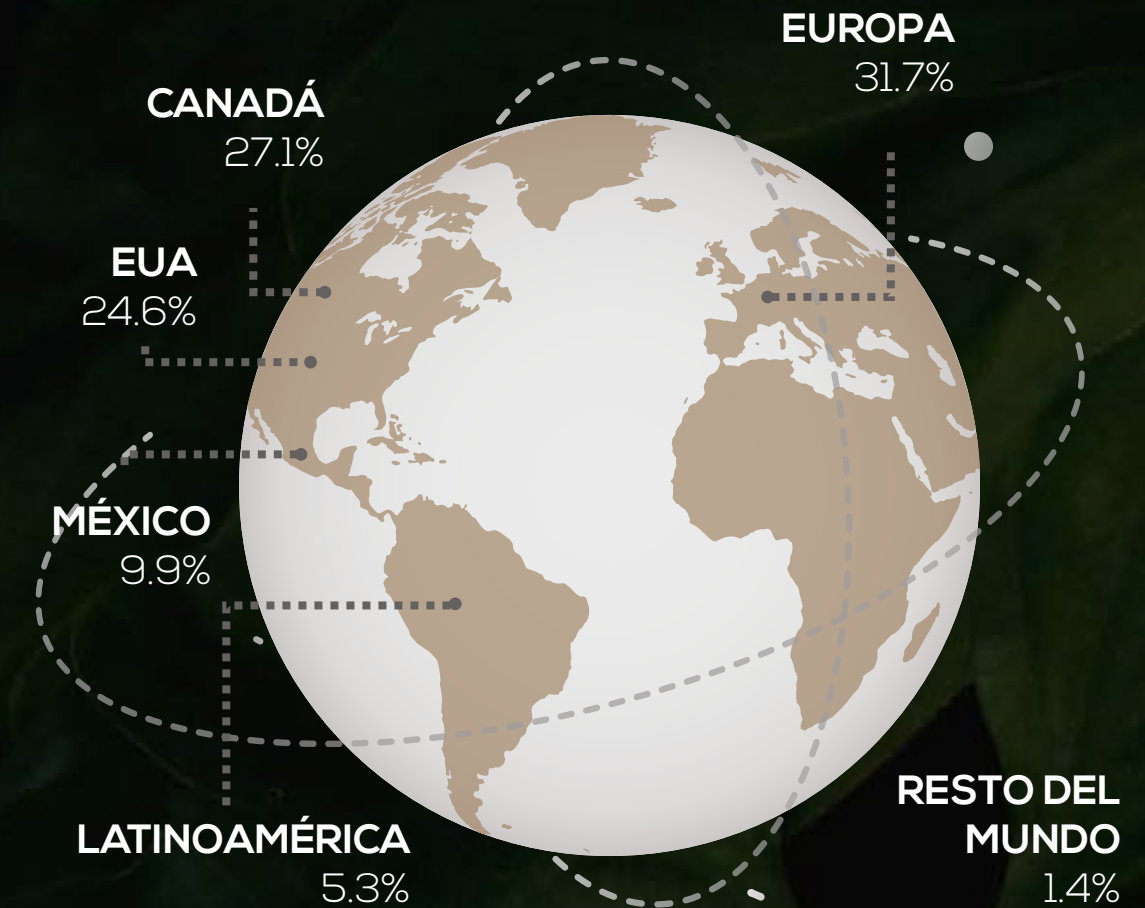 EUROPA
31.7%
CANADÁ
27.1%
EUA
24.6%
MÉXICO
9.9%
LATINOAMÉRICA
5.3%
RESTO DEL
MUNDO
1.4%